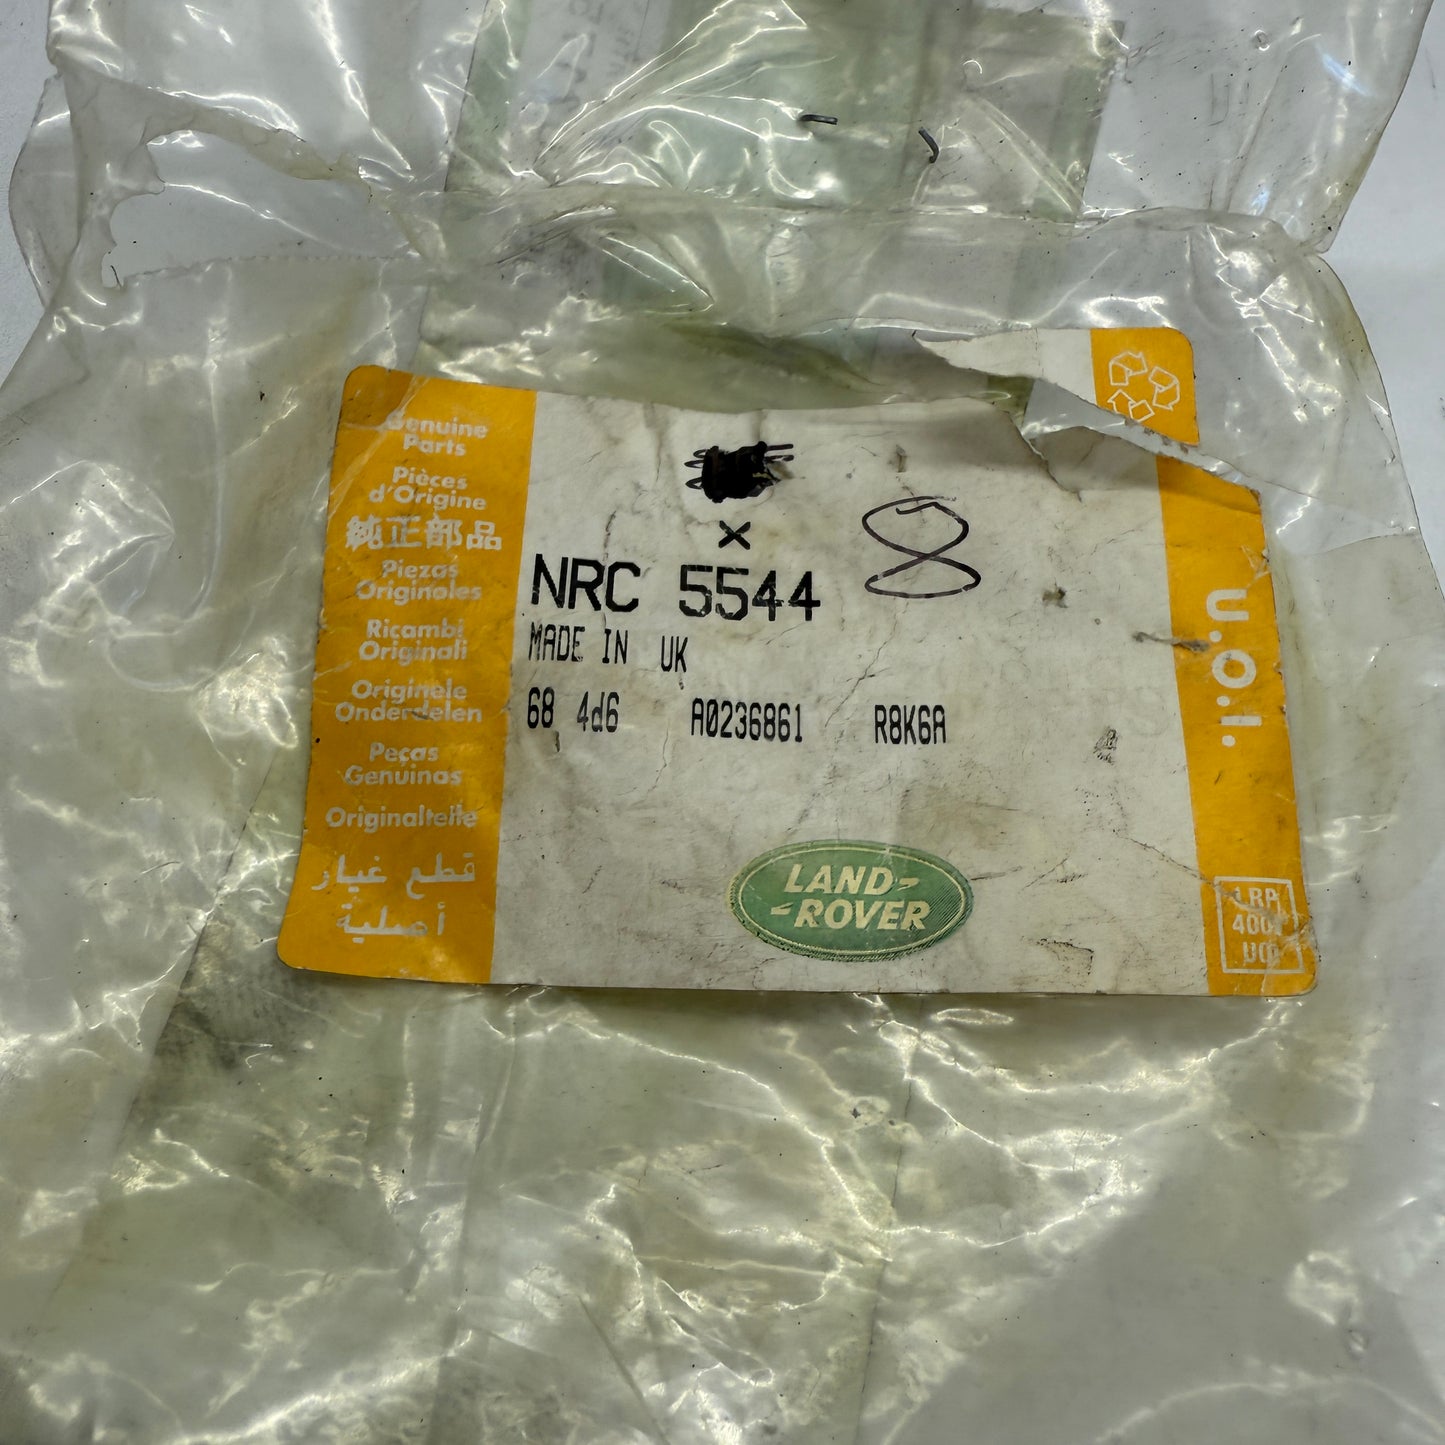 Genuine
Parts
Pièces
d'Origine
純正部品
Piezas
Originales
Ricambi
Originali
Originele
Onderdelen
Peças
Genuinas
Originalteile
قطع غيار
أصلية
X
8
NRC 5544
MADE IN UK
68 4d6 A0236861 R8K6A
LAND-
-ROVER
U.O.I.
LRP